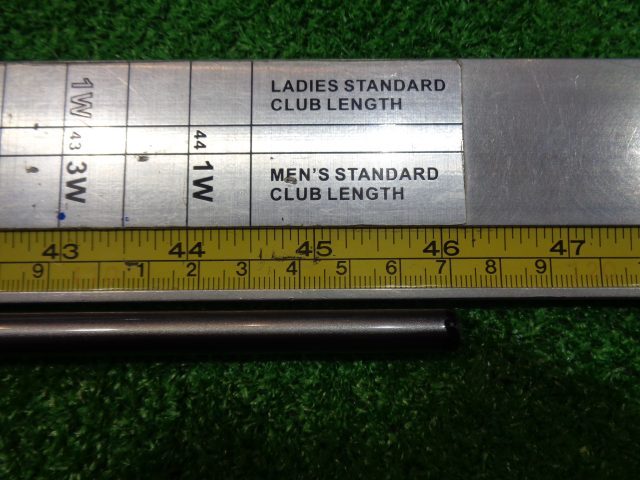 LADIES STANDARD
CLUB LENGTH
1W
43
44
3W
1W
MEN'S STANDARD
CLUB LENGTH
43 44 45 46 47
9 1 2 3 4 5 6 7 8 9